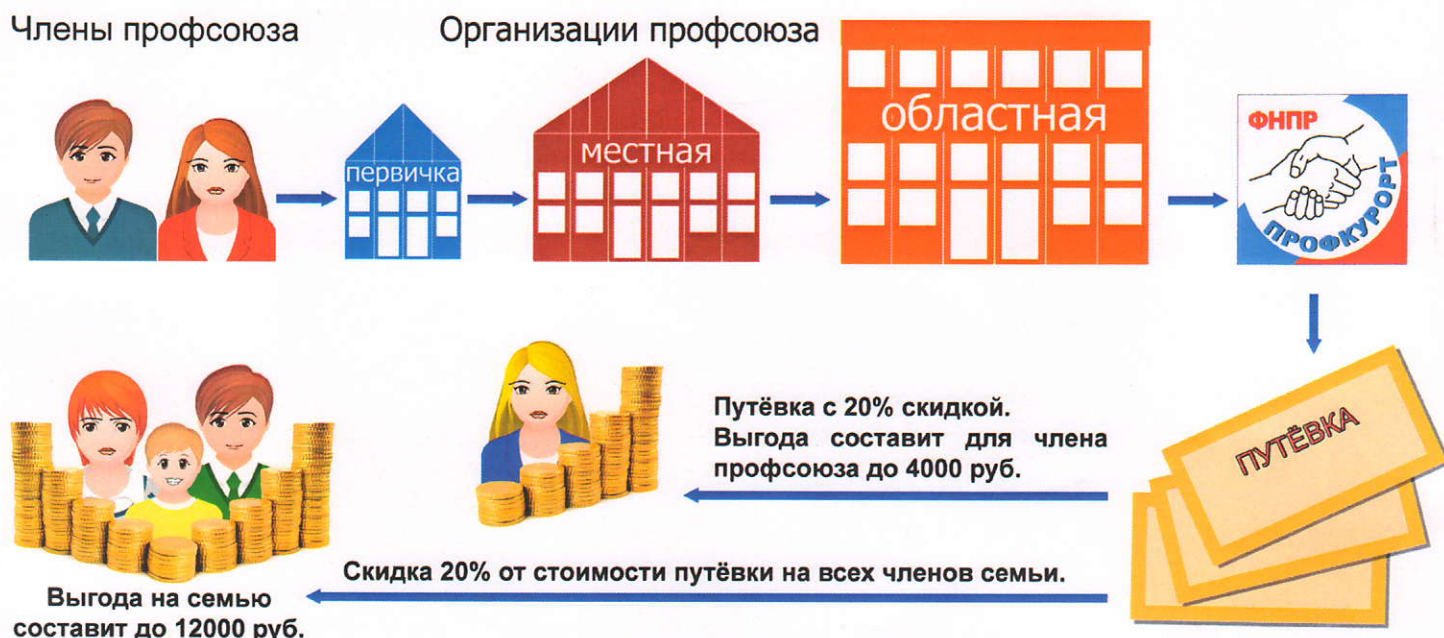 Члены профсоюза
Организации профсоюза
первичка
местная
областная
ФНПР
ПРОФКУРОРТ
ПУТЁВКА
Путёвка с 20% скидкой.
Выгода составит для члена
профсоюза до 4000 руб.
Скидка 20% от стоимости путёвки на всех членов семьи.
Выгода на семью
составит до 12000 руб.